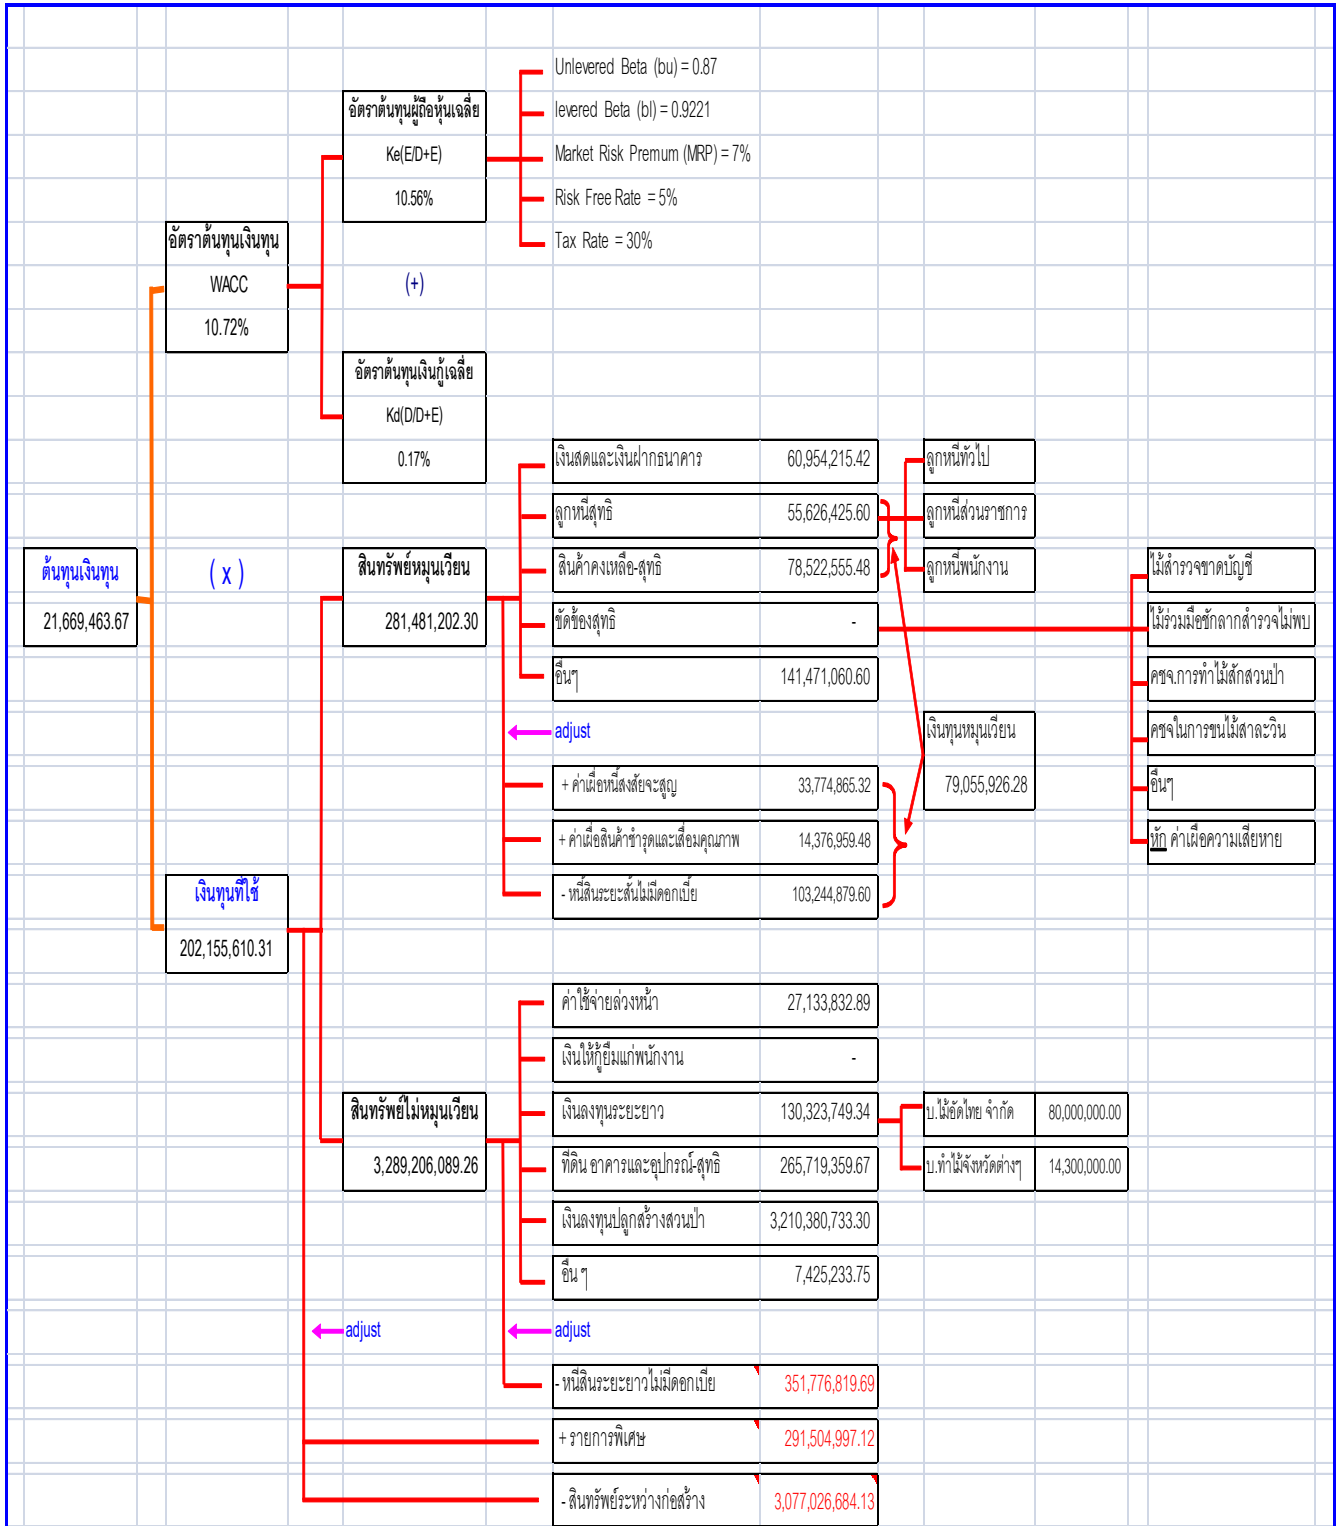 Unlevered Beta (bu) = 0.87
อัตราต้นทุนผู้ถือหุ้นเฉลี่ย
levered Beta (bl) = 0.9221
Ke(E/D+E)
Market Risk Premum (MRP) = 7%
10.56%
Risk Free Rate = 5%
Tax Rate = 30%
อัตราต้นทุนเงินทุน
WACC
10.72%
(+)
อัตราต้นทุนเงินกู้เฉลี่ย
Kd(D/D+E)
0.17%
เงินสดและเงินฝากธนาคาร 60,954,215.42
ลูกหนี้ทั่วไป
ลูกหนี้สุทธิ 55,626,425.60
ลูกหนี้ส่วนราชการ
ต้นทุนเงินทุน
21,669,463.67
( x )
สินทรัพย์หมุนเวียน
281,481,202.30
สินค้าคงเหลือ-สุทธิ 78,522,555.48
ลูกหนี้พนักงาน
ไม้สำรวจขาดบัญชี
ขัดข้องสุทธิ -
ไม้ร่วมมือชักลากสำรวจไม่พบ
อื่นๆ 141,471,060.60
คชจ.การทำไม้สักสวนป่า
adjust
เงินทุนหมุนเวียน
79,055,926.28
คชจในการขนไม้สาละวิน
+ ค่าเผื่อหนี้สงสัยจะสูญ 33,774,865.32
อื่นๆ
+ ค่าเผื่อสินค้าชำรุดและเสื่อมคุณภาพ 14,376,959.48
หัก ค่าเผื่อความเสียหาย
- หนี้สินระยะสั้นไม่มีดอกเบี้ย 103,244,879.60
เงินทุนที่ใช้
202,155,610.31
ค่าใช้จ่ายล่วงหน้า 27,133,832.89
เงินให้กู้ยืมแก่พนักงาน -
สินทรัพย์ไม่หมุนเวียน
3,289,206,089.26
เงินลงทุนระยะยาว 130,323,749.34
บ.ไม้อัดไทย จำกัด 80,000,000.00
ที่ดิน อาคารและอุปกรณ์-สุทธิ 265,719,359.67
บ.ทำไม้จังหวัดต่างๆ 14,300,000.00
เงินลงทุนปลูกสร้างสวนป่า 3,210,380,733.30
อื่น ๆ 7,425,233.75
adjust
adjust
- หนี้สินระยะยาวไม่มีดอกเบี้ย 351,776,819.69
+ รายการพิเศษ 291,504,997.12
- สินทรัพย์ระหว่างก่อสร้าง 3,077,026,684.13